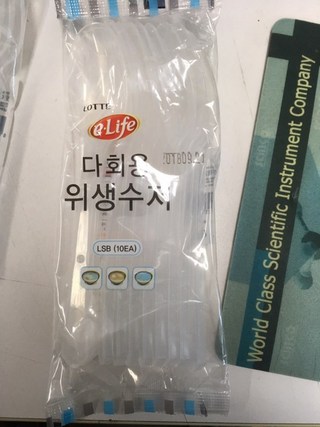 LOTTE
e-Life
다회용
위생수저
LSB (10EA)
World Class Scientific Instrument Company